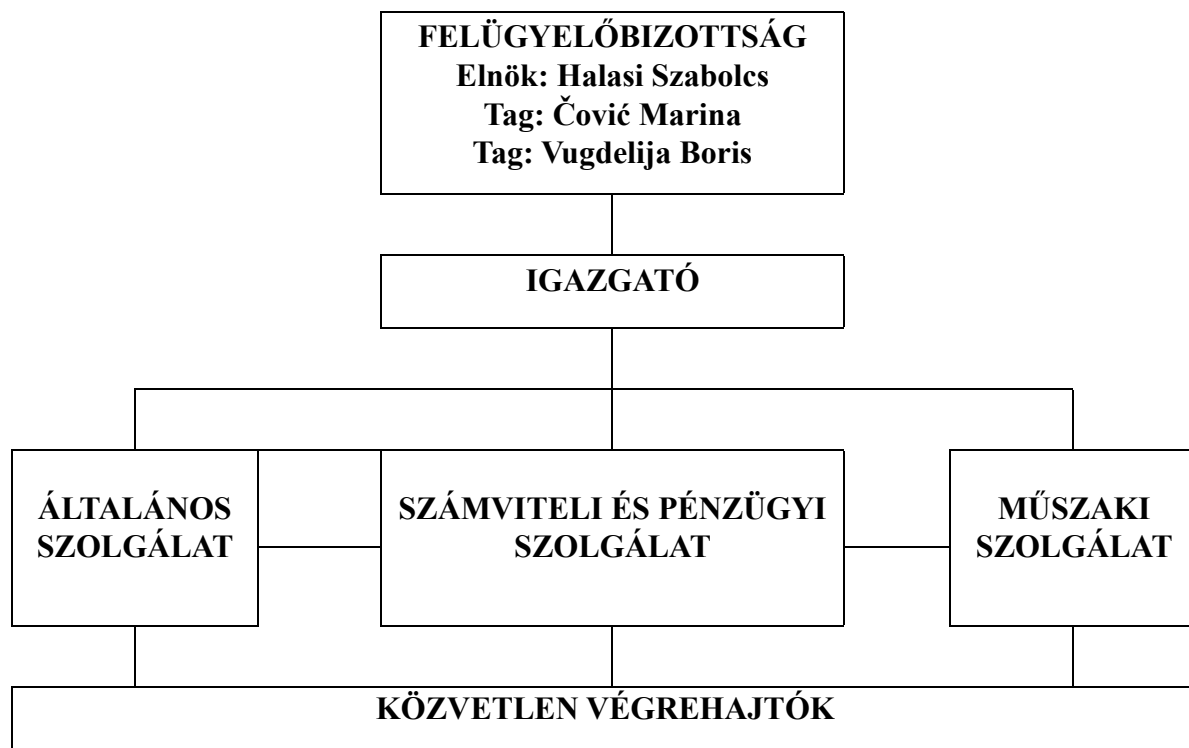 FELÜGYELŐBIZOTTSÁG
Elnök: Halasi Szabolcs
Tag: Čović Marina
Tag: Vugdelija Boris
IGAZGATÓ
ÁLTALÁNOS
SZOLGÁLAT
SZÁMVITELI ÉS PÉNZÜGYI
SZOLGÁLAT
MŰSZAKI
SZOLGÁLAT
KÖZVETLEN VÉGREHAJTÓK